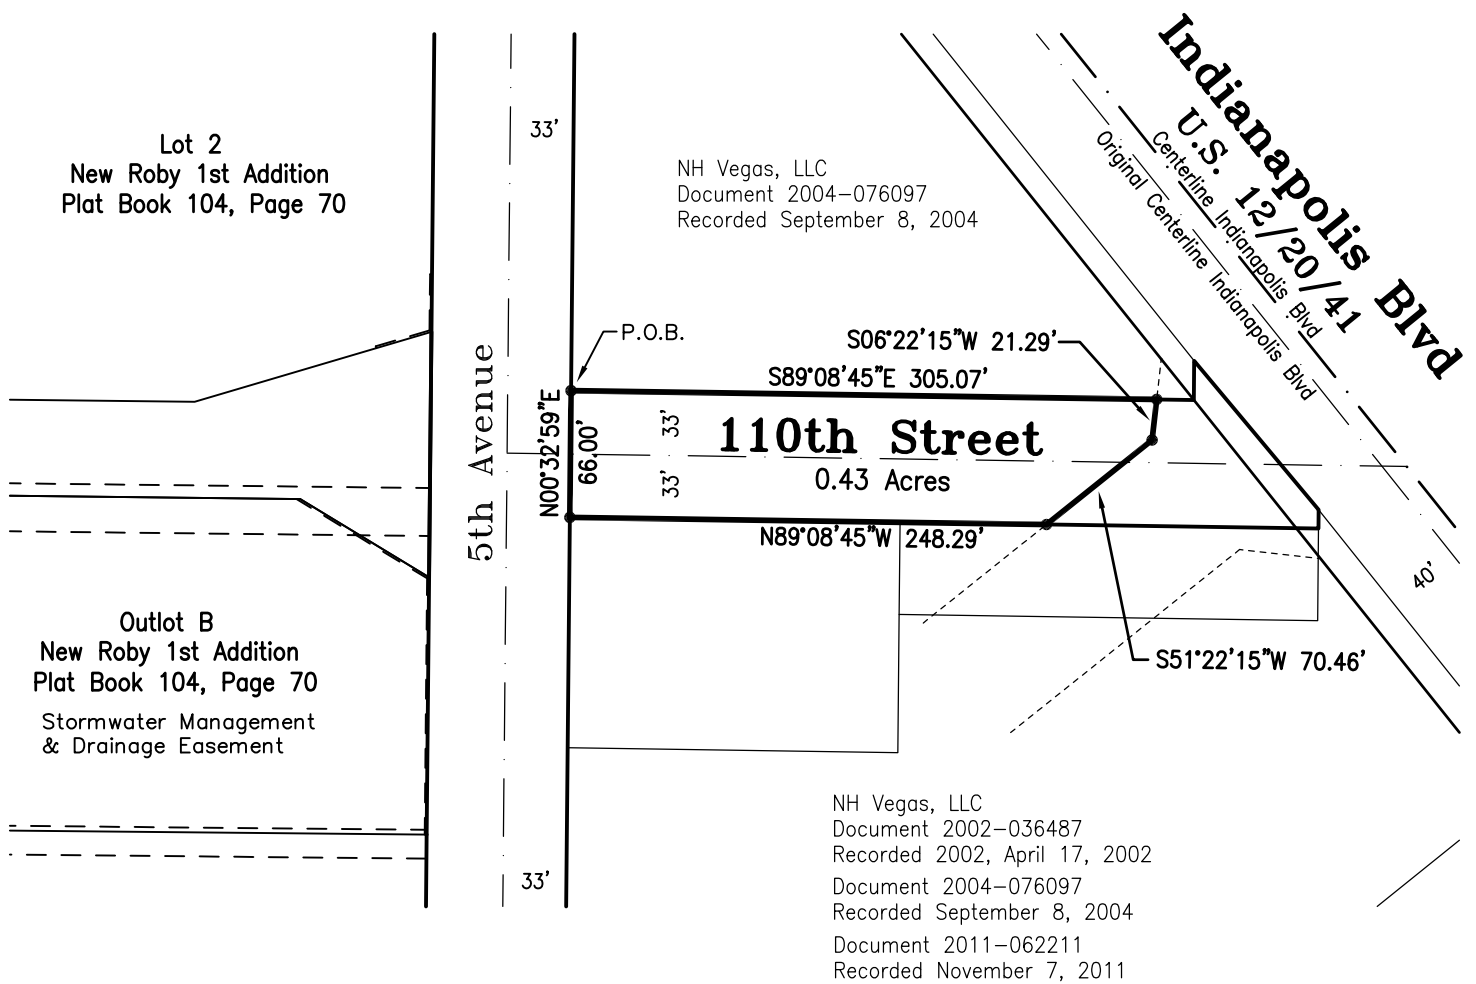 Indianapolis Blvd
U.S. 12/20/41
Centerline Indianapolis Blvd
Original Centerline Indianapolis Blvd
33'
Lot 2
New Roby 1st Addition
Plat Book 104, Page 70
NH Vegas, LLC
Document 2004-076097
Recorded September 8, 2004
P.O.B.
S06°22'15"W 21.29'
S89°08'45"E 305.07'
5th Avenue
N00°32'59"E
66.00'
33'
33'
110th Street
0.43 Acres
N89°08'45"W 248.29'
40'
S51°22'15"W 70.46'
Outlot B
New Roby 1st Addition
Plat Book 104, Page 70
Stormwater Management
& Drainage Easement
33'
NH Vegas, LLC
Document 2002-036487
Recorded 2002, April 17, 2002
Document 2004-076097
Recorded September 8, 2004
Document 2011-062211
Recorded November 7, 2011